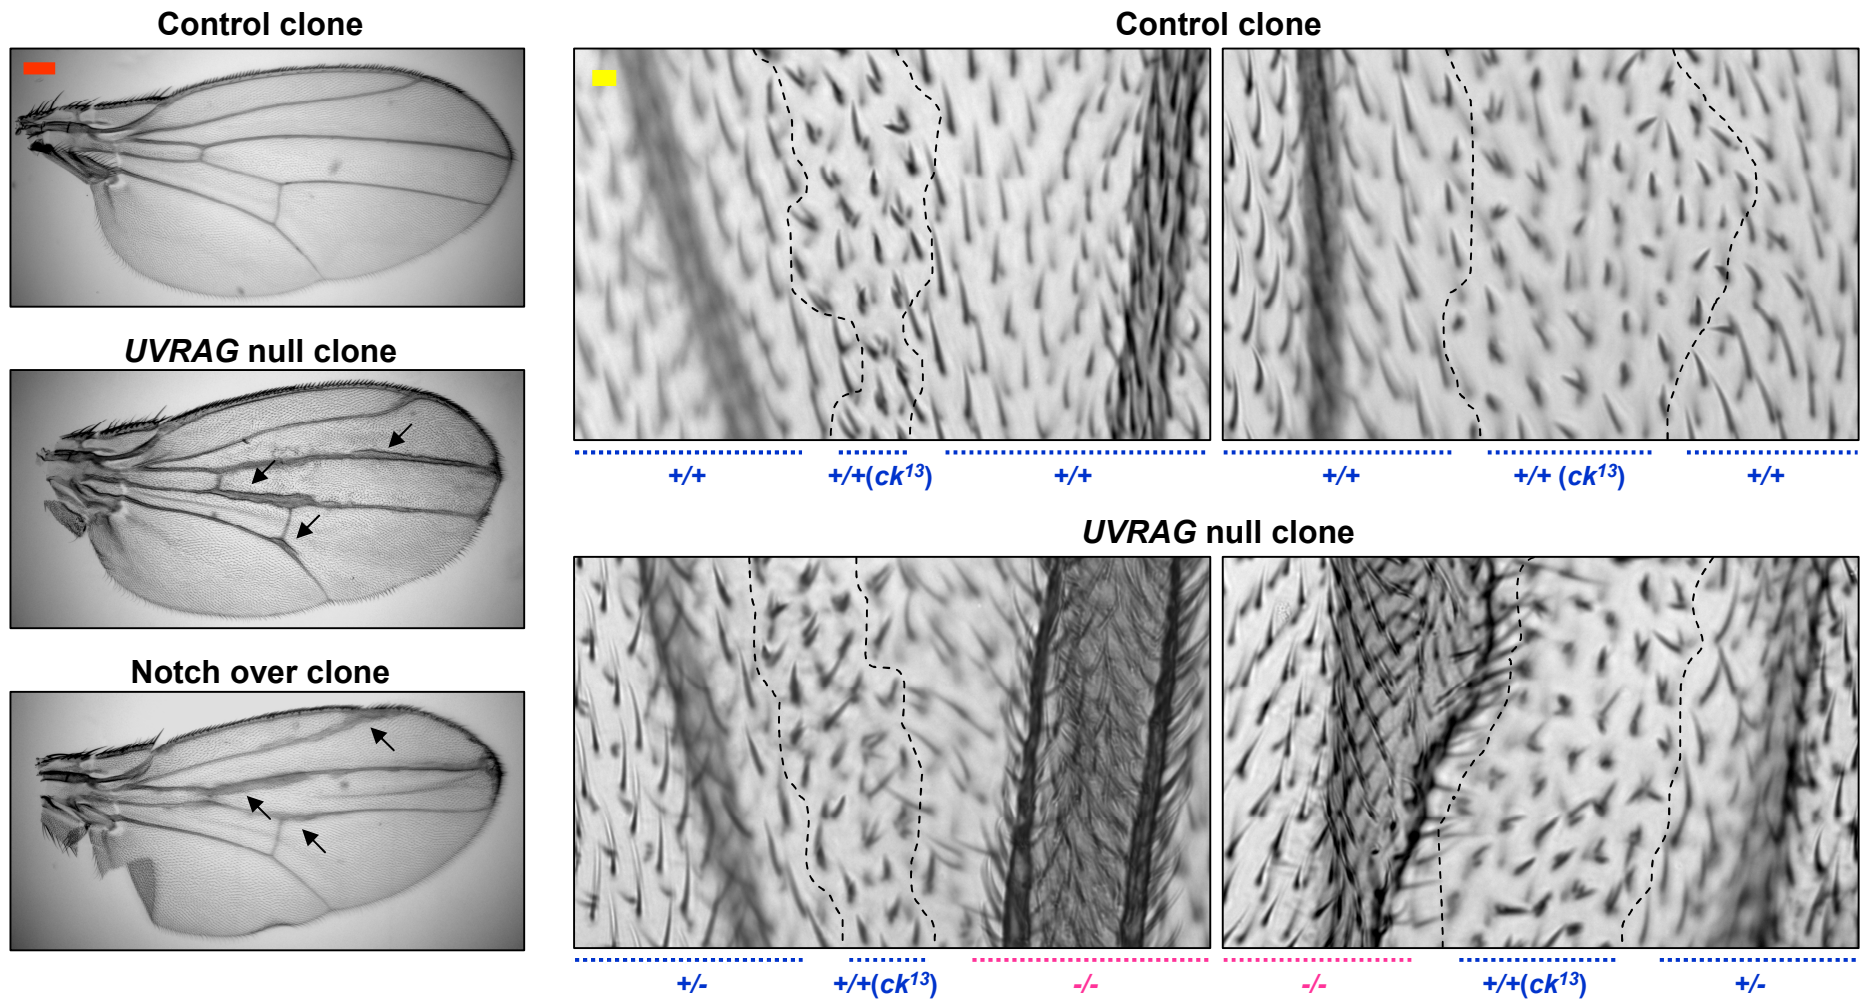 Control clone
UVRAG null clone
Notch over clone
Control clone
+/+ +/+(ck13) +/+ +/+ +/+ (ck13) +/+
UVRAG null clone
+/- +/+(ck13) -/- -/- +/+(ck13) +/-